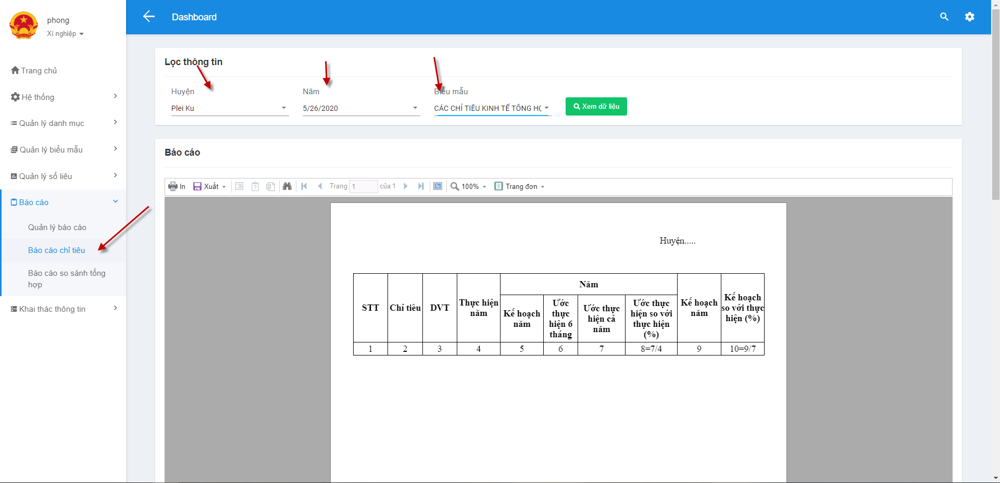 phong
Xí nghiệp
Trang chủ
Hệ thống
Quản lý danh mục
Quản lý biểu mẫu
Quản lý số liệu
Báo cáo
Quản lý báo cáo
Báo cáo chỉ tiêu
Báo cáo so sánh tổng
hợp
Khai thác thông tin
Dashboard
Lọc thông tin
Huyện Năm Biểu mẫu
Plei Ku 5/26/2020 CÁC CHỈ TIÊU KINH TẾ TỔNG HỢ Xem dữ liệu
Báo cáo
In Xuất Trang 1 của 1 100% Trang đơn
Huyện.....
Năm
STT Chỉ tiêu DVT Thực hiện năm Kế hoạch năm Ước thực hiện 6 tháng Ước thực hiện cả năm Ước thực hiện so với thực hiện (%) Kế hoạch năm Kế hoạch so với thực hiện (%)
1 2 3 4 5 6 7 8=7/4 9 10=9/7